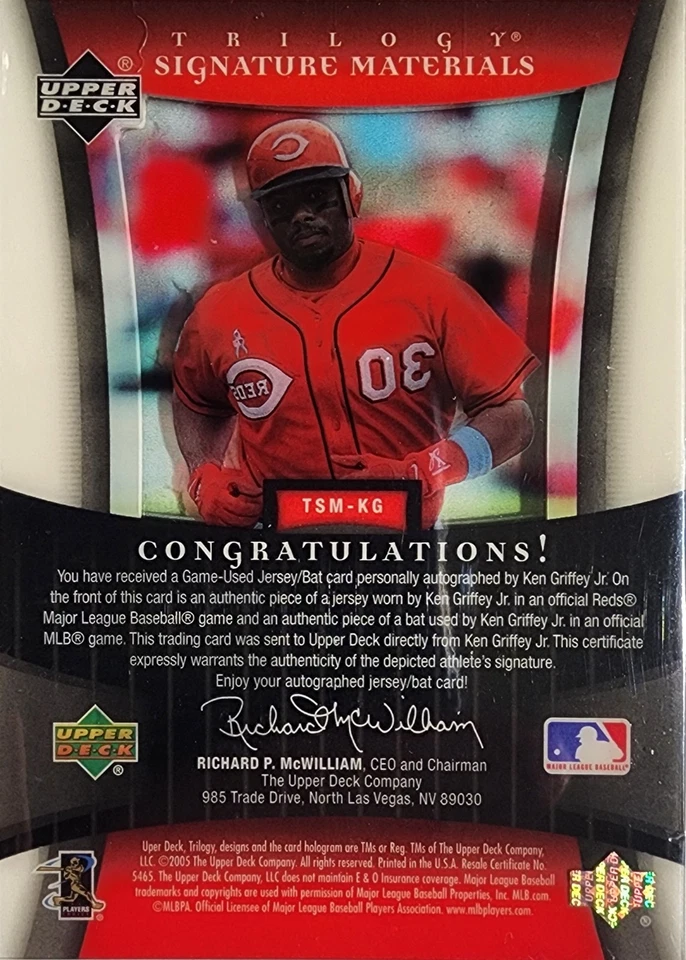 TRILOGY®
SIGNATURE MATERIALS
UPPER
D·E·C·K
®
REDS
30
TSM-KG
CONGRATULATIONS!
You have received a Game-Used Jersey/Bat card personally autographed by Ken Griffey Jr. On
the front of this card is an authentic piece of a jersey worn by Ken Griffey Jr. in an official Reds®
Major League Baseball® game and an authentic piece of a bat used by Ken Griffey Jr. in an official
MLB® game. This trading card was sent to Upper Deck directly from Ken Griffey Jr. This certificate
expressly warrants the authenticity of the depicted athlete's signature.
Enjoy your autographed jersey/bat card!
Richard P. McWilliam
RICHARD P. McWILLIAM, CEO and Chairman
The Upper Deck Company
985 Trade Drive, North Las Vegas, NV 89030
UPPER
D·E·C·K
®
MAJOR LEAGUE BASEBALL®
Uper Deck, Trilogy, designs and the card hologram are TMs or Reg. TMs of The Upper Deck Company,
LLC. ©2005 The Upper Deck Company. All rights reserved. Printed in the U.S.A. Resale Certificate No.
5465. The Upper Deck Company, LLC does not maintain E & O Insurance coverage. Major League Baseball
trademarks and copyrights are used with permission of Major League Baseball Properties, Inc. MLB.com.
©MLBPA. Official Licensee of Major League Baseball Players Association. www.mlbplayers.com.
PLAYERS
®